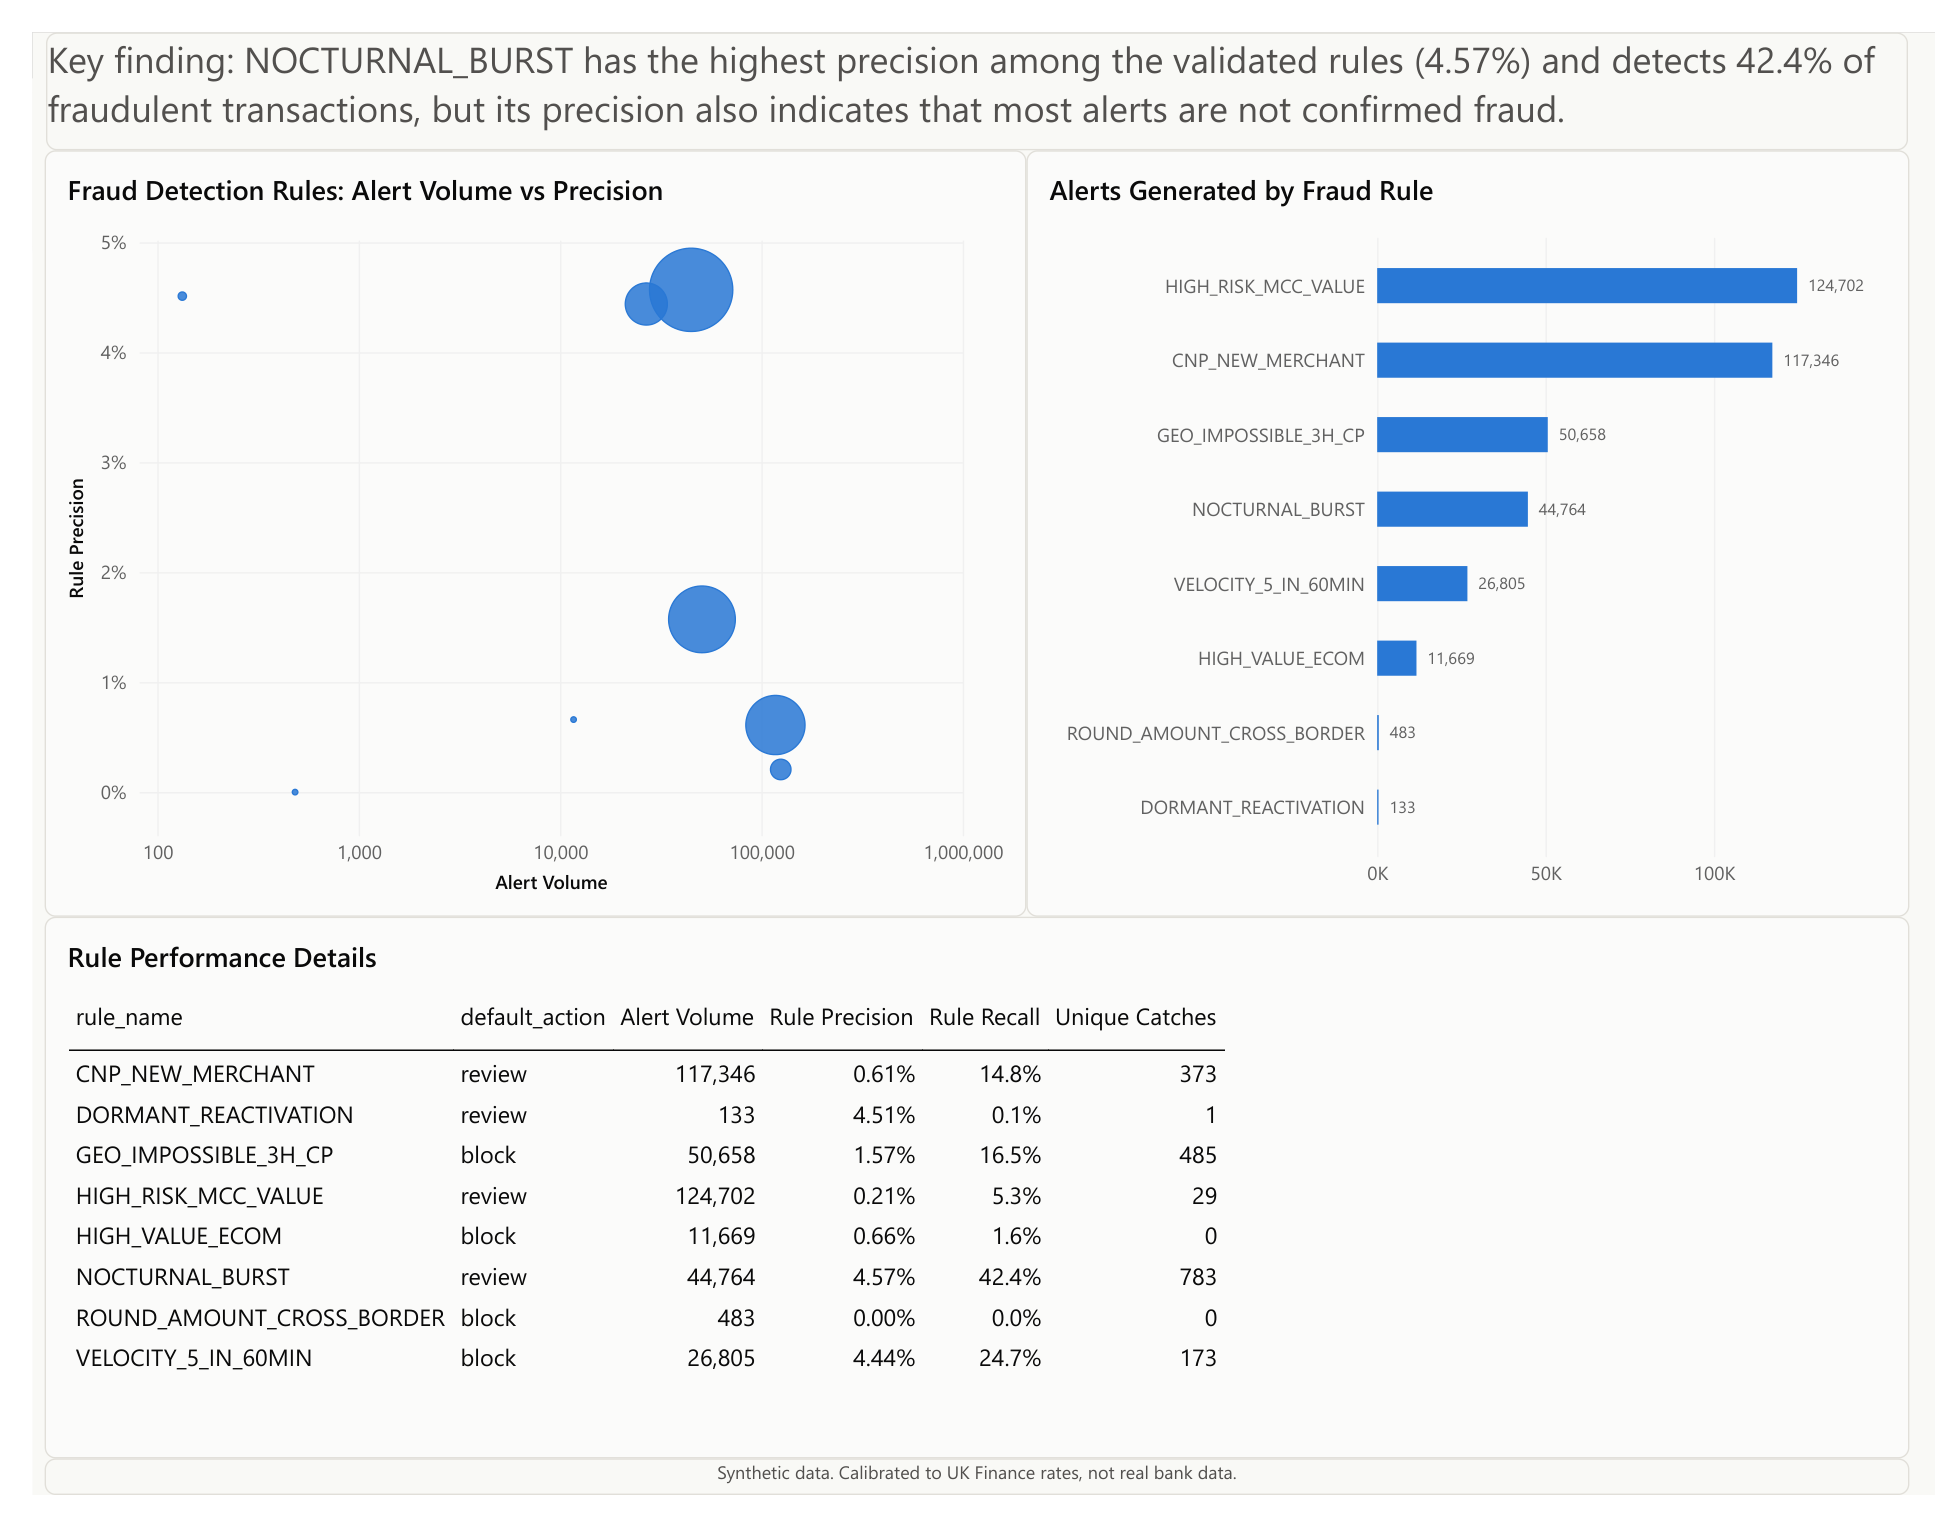 Key finding: NOCTURNAL_BURST has the highest precision among the validated rules (4.57%) and detects 42.4% of
fraudulent transactions, but its precision also indicates that most alerts are not confirmed fraud.
Fraud Detection Rules: Alert Volume vs Precision
5%
4%
3%
2%
1%
0%
Rule Precision
100 1,000 10,000 100,000 1,000,000
Alert Volume
Alerts Generated by Fraud Rule
HIGH_RISK_MCC_VALUE 124,702
CNP_NEW_MERCHANT 117,346
GEO_IMPOSSIBLE_3H_CP 50,658
NOCTURNAL_BURST 44,764
VELOCITY_5_IN_60MIN 26,805
HIGH_VALUE_ECOM 11,669
ROUND_AMOUNT_CROSS_BORDER 483
DORMANT_REACTIVATION 133
0K 50K 100K
Rule Performance Details
rule_name default_action Alert Volume Rule Precision Rule Recall Unique Catches
CNP_NEW_MERCHANT review 117,346 0.61% 14.8% 373
DORMANT_REACTIVATION review 133 4.51% 0.1% 1
GEO_IMPOSSIBLE_3H_CP block 50,658 1.57% 16.5% 485
HIGH_RISK_MCC_VALUE review 124,702 0.21% 5.3% 29
HIGH_VALUE_ECOM block 11,669 0.66% 1.6% 0
NOCTURNAL_BURST review 44,764 4.57% 42.4% 783
ROUND_AMOUNT_CROSS_BORDER block 483 0.00% 0.0% 0
VELOCITY_5_IN_60MIN block 26,805 4.44% 24.7% 173
Synthetic data. Calibrated to UK Finance rates, not real bank data.